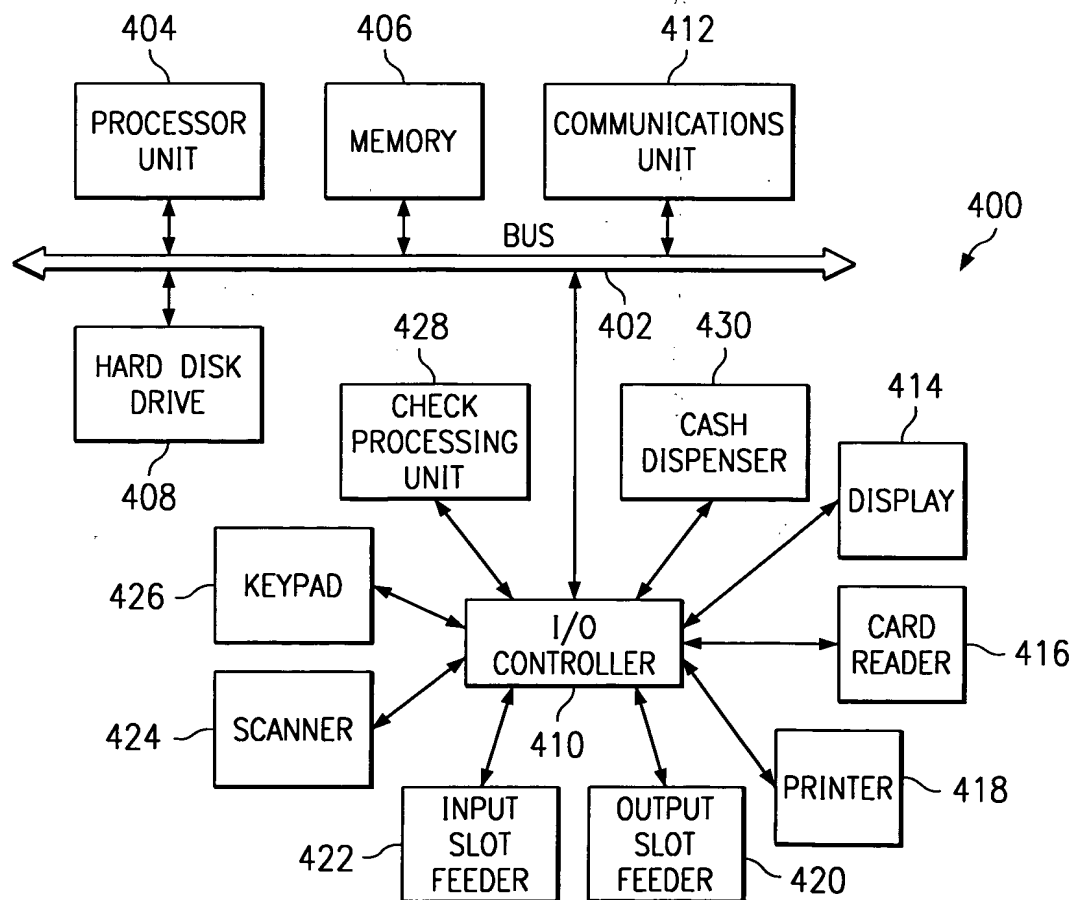 404
406
412
PROCESSOR
UNIT
MEMORY
COMMUNICATIONS
UNIT
400
BUS
402
HARD DISK
DRIVE
408
428
CHECK
PROCESSING
UNIT
430
CASH
DISPENSER
414
DISPLAY
426
KEYPAD
I/O
CONTROLLER
410
CARD
READER
416
424
SCANNER
PRINTER
418
422
INPUT
SLOT
FEEDER
OUTPUT
SLOT
FEEDER
420